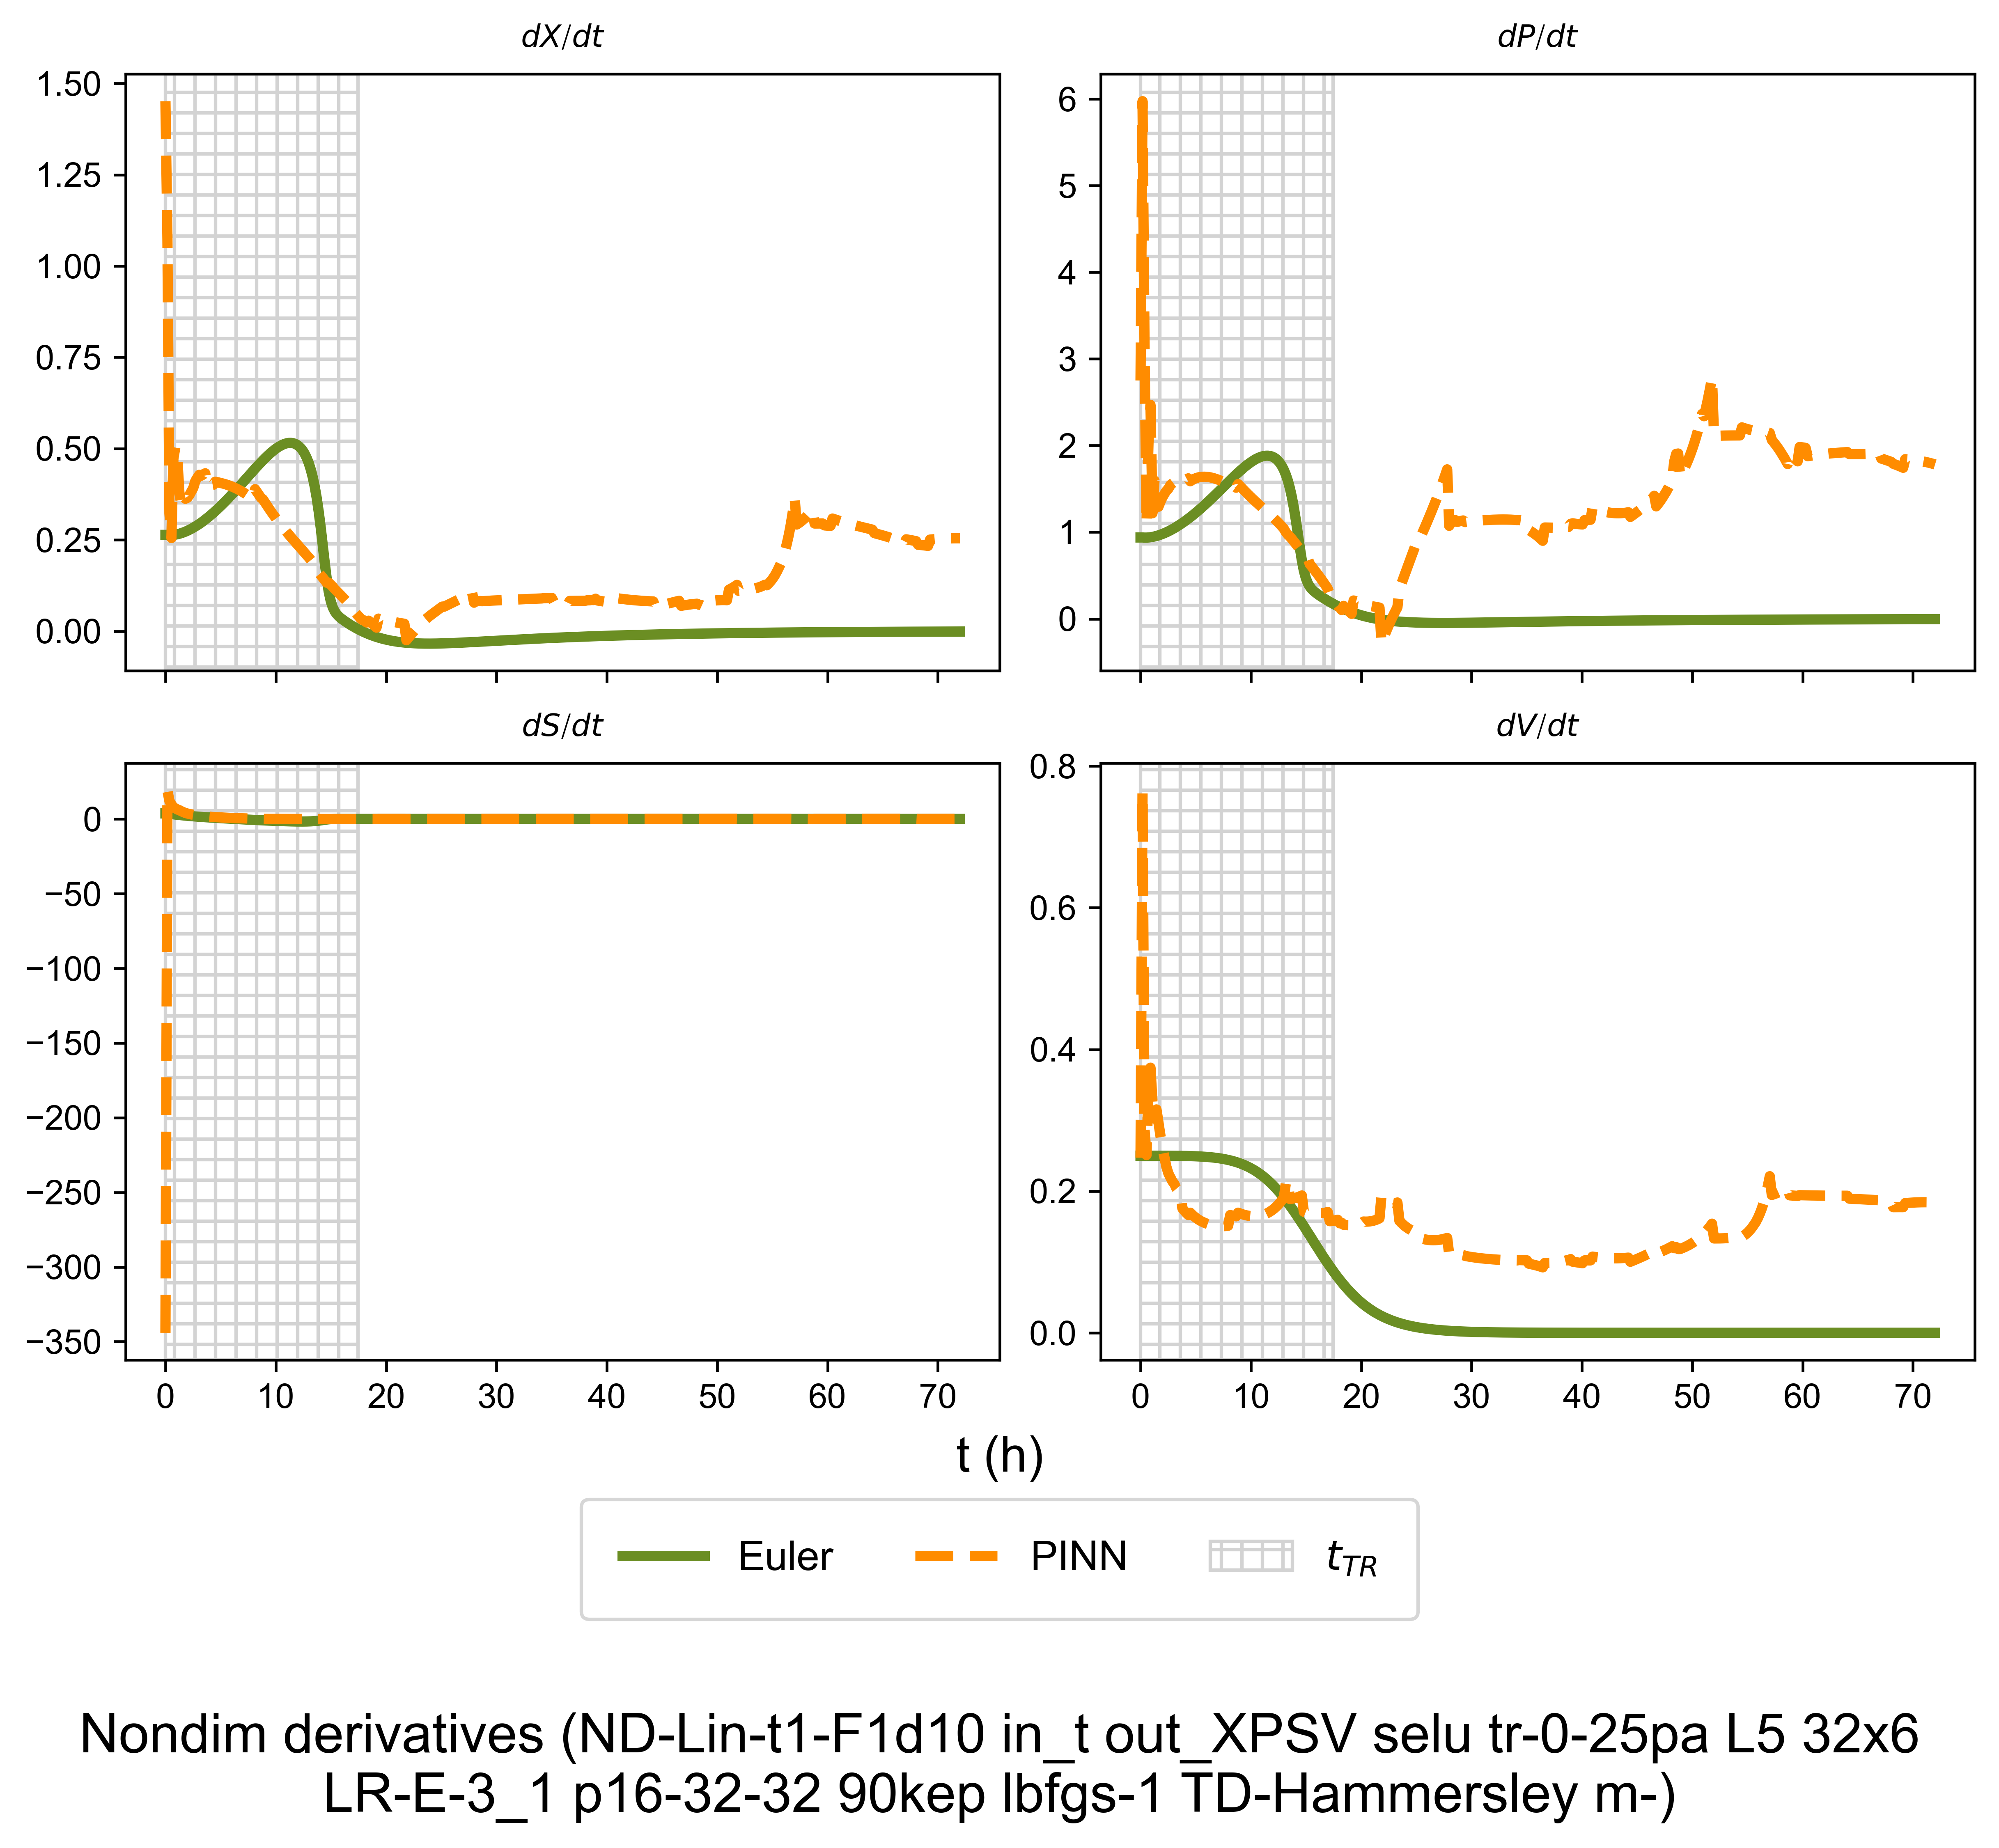 dX/dt
dP/dt
1.50
1.25
1.00
0.75
0.50
0.25
0.00
6
5
4
3
2
1
0
dS/dt
dV/dt
0
−50
−100
−150
−200
−250
−300
−350
0.8
0.6
0.4
0.2
0.0
0 10 20 30 40 50 60 70
0 10 20 30 40 50 60 70
t (h)
Euler PINN t_TR
Nondim derivatives (ND-Lin-t1-F1d10 in_t out_XPSV selu tr-0-25pa L5 32x6
LR-E-3_1 p16-32-32 90kep lbfgs-1 TD-Hammersley m-)